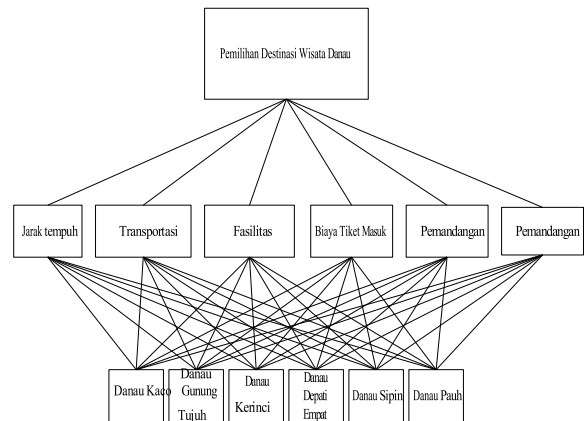 Pemilihan Destinasi Wisata Danau
Jarak tempuh
Transportasi
Fasilitas
Biaya Tiket Masuk
Pemandangan
Pemandangan
Danau Kaco
Danau
Gunung
Tujuh
Danau
Kerinci
Danau
Depati
Empat
Danau Sipin
Danau Pauh